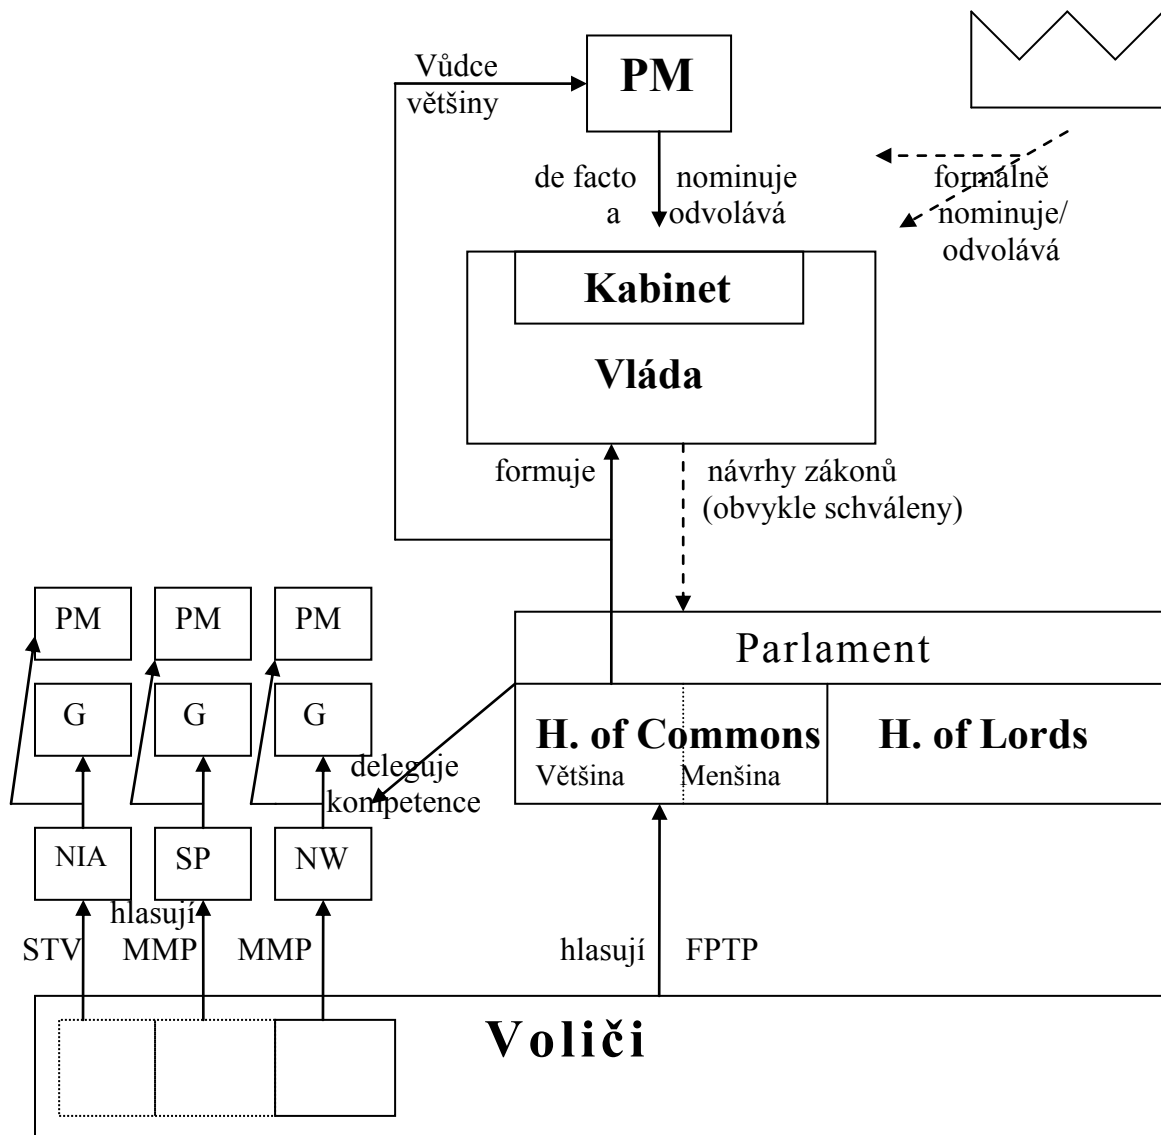 Vůdce
většiny
PM
de facto nominuje
a odvolává
formálně
nominuje/
odvolává
Kabinet
Vláda
formuje
návrhy zákonů
(obvykle schváleny)
PM PM PM
Parlament
G G G
H. of Commons H. of Lords
Většina Menšina
deleguje
kompetence
NIA SP NW
hlasují
STV MMP MMP
hlasují FPTP
Voliči